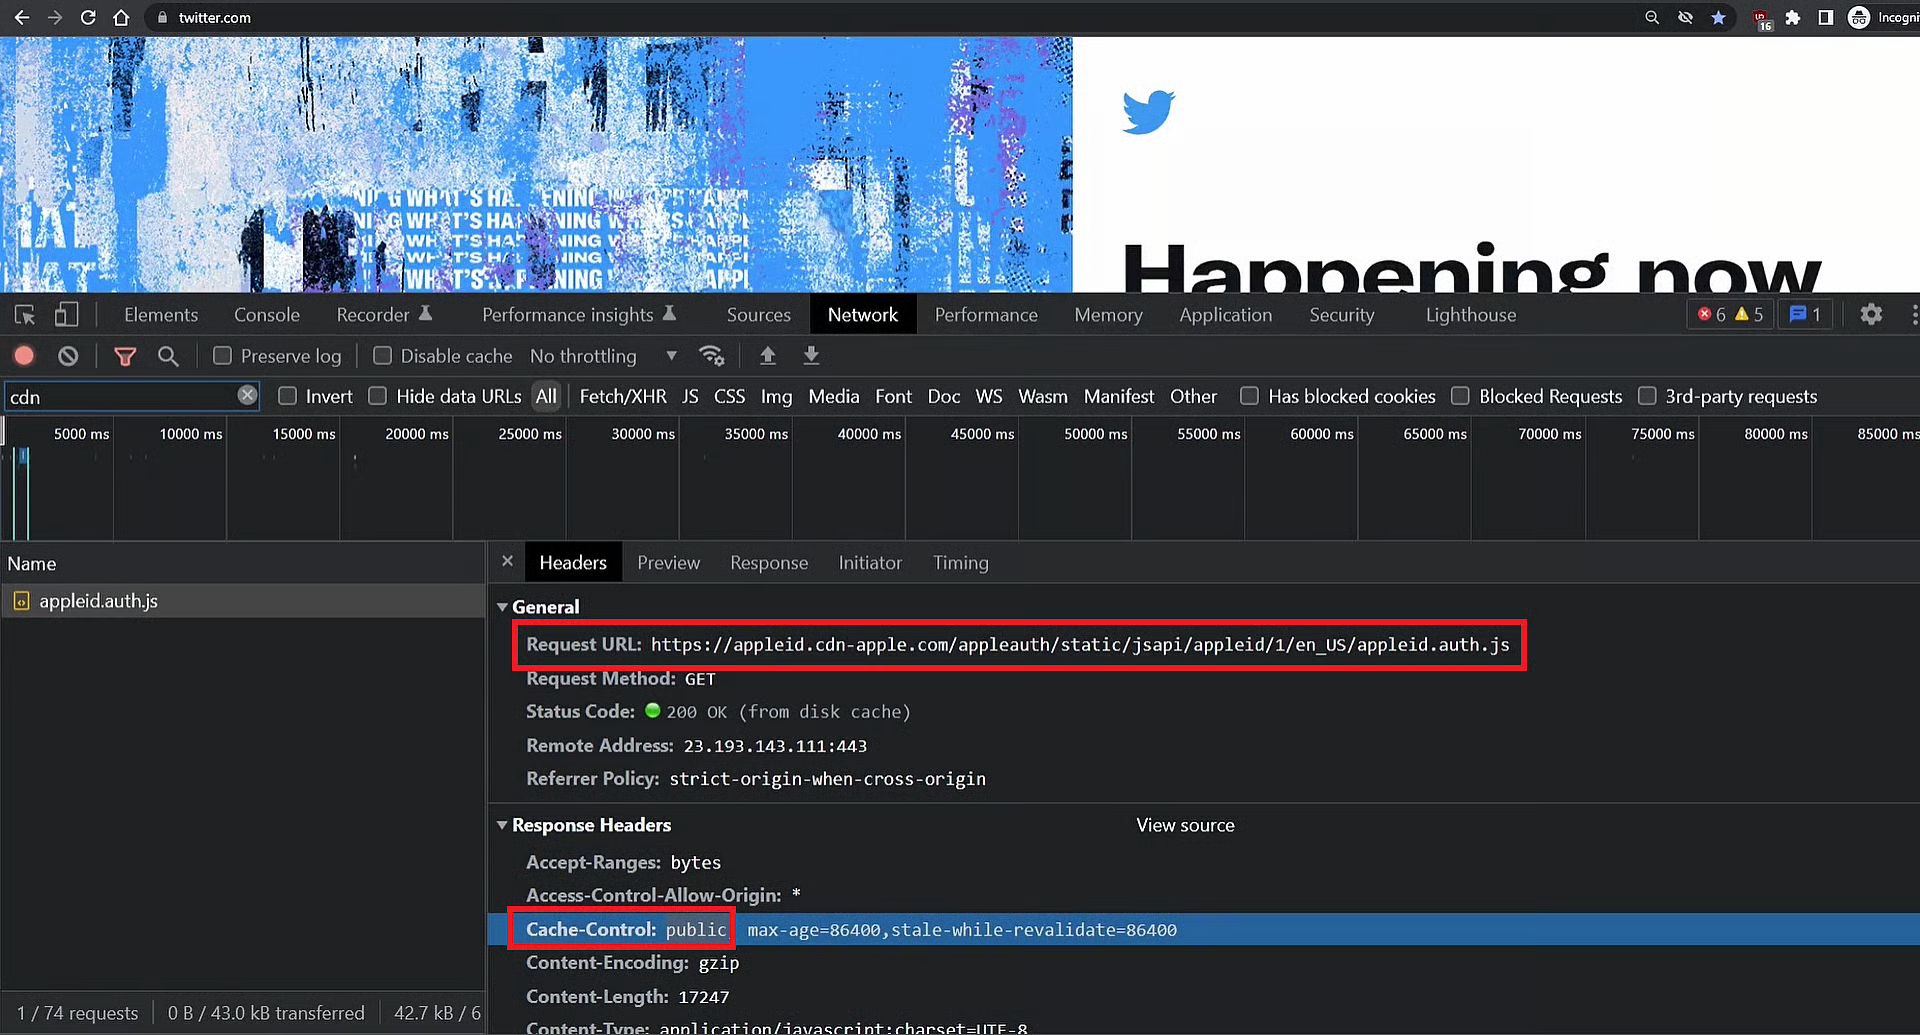 twitter.com
16
Incogni
NING WHAT'S HA ENING W
NING WHAT'S HAPPENING WHAT'S HAPPE
WHAT'S HAPPENING
WHAT'S HAPPENING
WHAT'S HAPPENING
Happening now
Elements Console Recorder Performance insights Sources Network Performance Memory Application Security Lighthouse 6 5 1
Preserve log Disable cache No throttling
cdn Invert Hide data URLs All Fetch/XHR JS CSS Img Media Font Doc WS Wasm Manifest Other Has blocked cookies Blocked Requests 3rd-party requests
5000 ms 10000 ms 15000 ms 20000 ms 25000 ms 30000 ms 35000 ms 40000 ms 45000 ms 50000 ms 55000 ms 60000 ms 65000 ms 70000 ms 75000 ms 80000 ms 85000 ms
Name
appleid.auth.js
Headers Preview Response Initiator Timing
General
Request URL: https://appleid.cdn-apple.com/appleauth/static/jsapi/appleid/1/en_US/appleid.auth.js
Request Method: GET
Status Code: 200 OK (from disk cache)
Remote Address: 23.193.143.111:443
Referrer Policy: strict-origin-when-cross-origin
Response Headers View source
Accept-Ranges: bytes
Access-Control-Allow-Origin: *
Cache-Control: public, max-age=86400,stale-while-revalidate=86400
Content-Encoding: gzip
Content-Length: 17247
Content-Type: application/javascript;charset=UTF-8
1 / 74 requests 0 B / 43.0 kB transferred 42.7 kB / 6